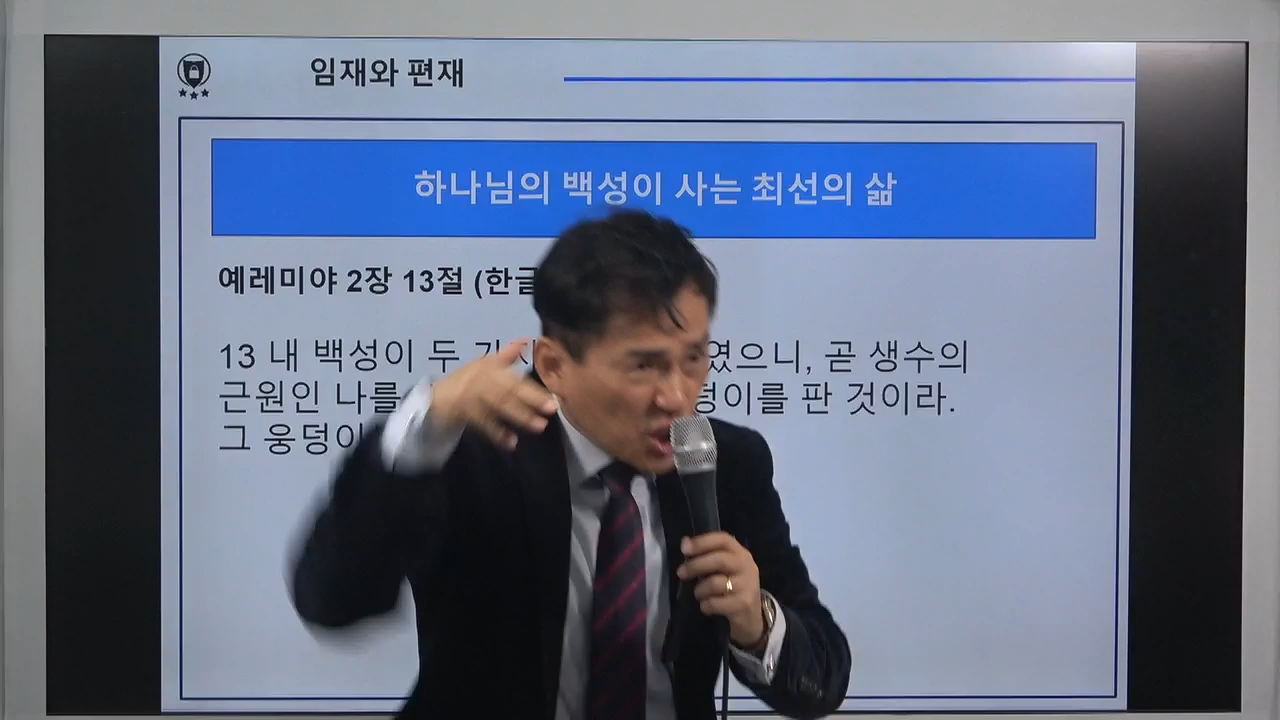 임재와 편재
하나님의 백성이 사는 최선의 삶
예레미야 2장 13절 (한글
13 내 백성이 두 였으니, 곧 생수의
근원인 나를 덩이를 판 것이라.
그 웅덩이